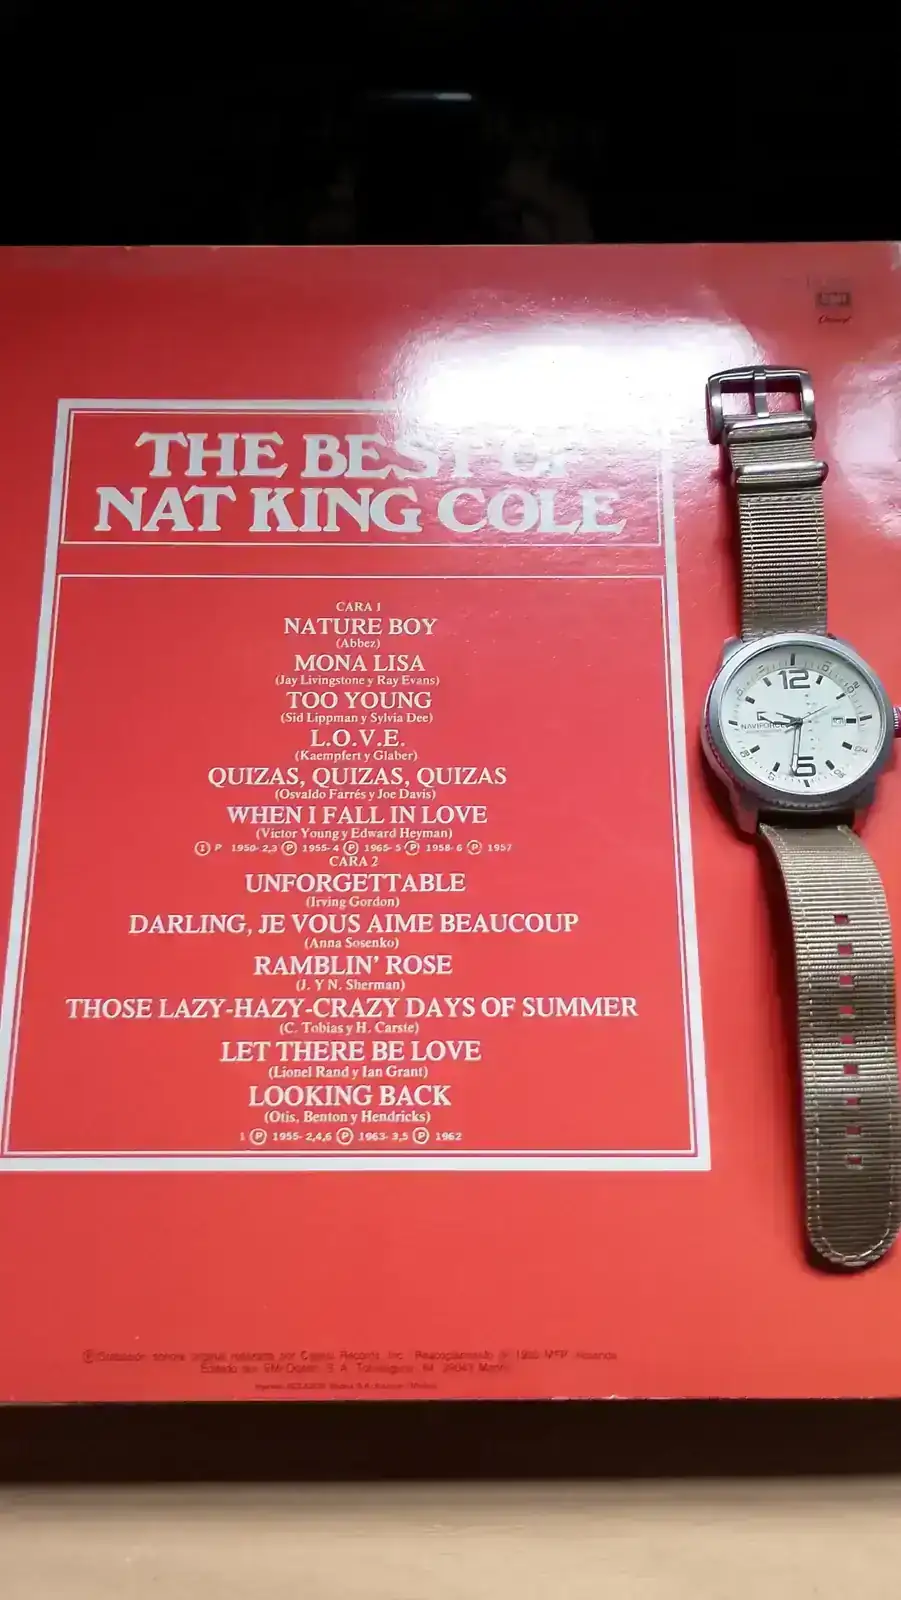 EMI
THE BEST OF
NAT KING COLE
CARA 1
NATURE BOY
(Abbez)
MONA LISA
(Jay Livingstone y Ray Evans)
TOO YOUNG
(Sid Lippman y Sylvia Dee)
L.O.V.E.
(Kaempfert y Glaber)
QUIZAS, QUIZAS, QUIZAS
(Osvaldo Farrés y Joe Davis)
WHEN I FALL IN LOVE
(Victor Young y Edward Heyman)
1 P 1950- 2,3 Ⓟ 1955- 4 Ⓟ 1965- 5 Ⓟ 1958- 6 Ⓟ 1957
CARA 2
UNFORGETTABLE
(Irving Gordon)
DARLING, JE VOUS AIME BEAUCOUP
(Anna Sosenko)
RAMBLIN' ROSE
(J. Y N. Sherman)
THOSE LAZY-HAZY-CRAZY DAYS OF SUMMER
(C. Tobias y H. Carste)
LET THERE BE LOVE
(Lionel Rand y Ian Grant)
LOOKING BACK
(Otis, Benton y Hendricks)
1 Ⓟ 1955- 2,4,6 Ⓟ 1963- 3,5 Ⓟ 1962
12
NAVIFORCE
6